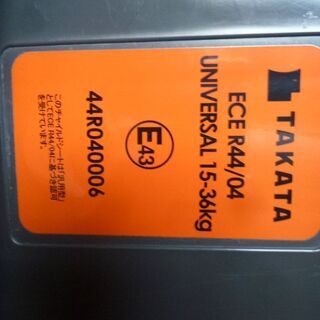 TAKATA
ECE R44/04
UNIVERSAL 15-36kg
E43
44R040006
このチャイルドシートは「汎用型」
としてECE R44/04に基づき認可
を受けています。